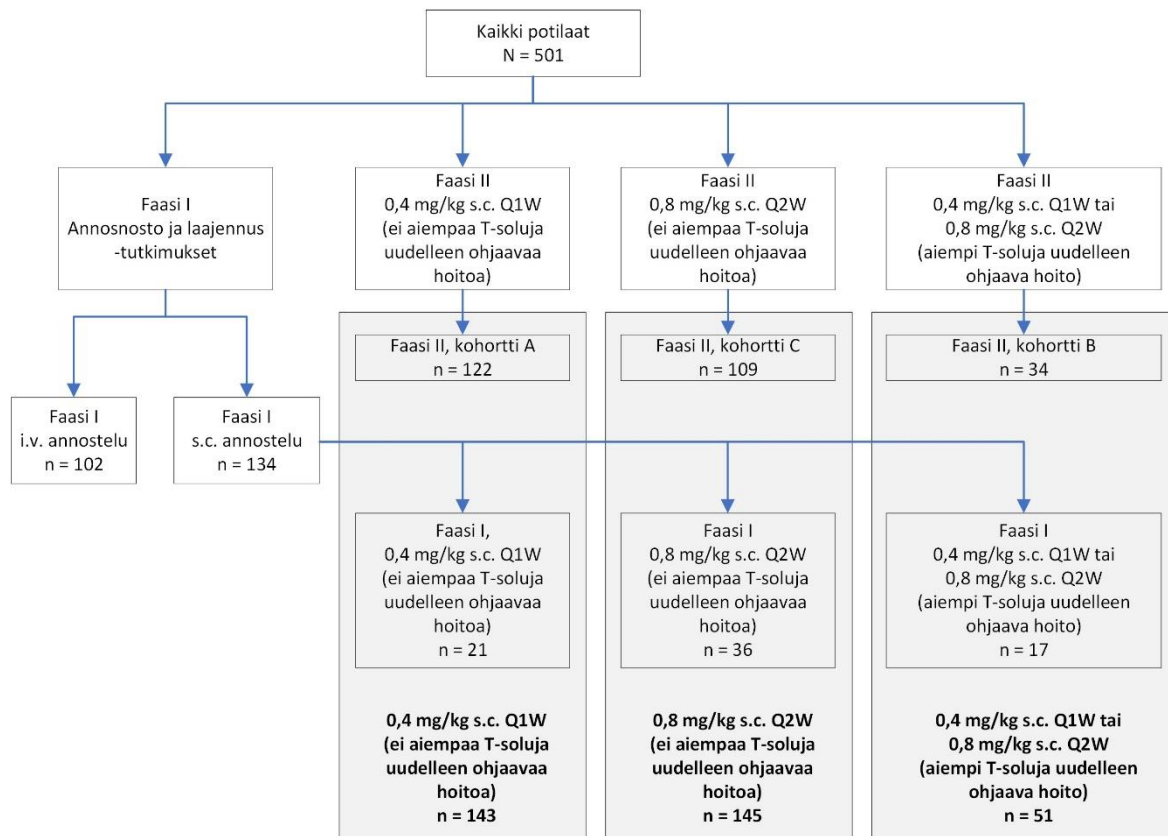 Kaikki potilaat
N = 501
Faasi I
Annosnosto ja laajennus
-tutkimukset
Faasi II
0,4 mg/kg s.c. Q1W
(ei aiempaa T-soluja
uudelleen ohjaavaa
hoitoa)
Faasi II
0,8 mg/kg s.c. Q2W
(ei aiempaa T-soluja
uudelleen ohjaavaa
hoitoa)
Faasi II
0,4 mg/kg s.c. Q1W tai
0,8 mg/kg s.c. Q2W
(aiempi T-soluja uudelleen
ohjaava hoito)
Faasi II, kohortti A
n = 122
Faasi II, kohortti C
n = 109
Faasi II, kohortti B
n = 34
Faasi I
i.v. annostelu
n = 102
Faasi I
s.c. annostelu
n = 134
Faasi I,
0,4 mg/kg s.c. Q1W
(ei aiempaa T-soluja
uudelleen ohjaavaa
hoitoa)
n = 21
Faasi I
0,8 mg/kg s.c. Q2W
(ei aiempaa T-soluja
uudelleen ohjaavaa
hoitoa)
n = 36
Faasi I
0,4 mg/kg s.c. Q1W tai
0,8 mg/kg s.c. Q2W
(aiempi T-soluja uudelleen
ohjaava hoito)
n = 17
0,4 mg/kg s.c. Q1W
(ei aiempaa T-soluja
uudelleen ohjaavaa
hoitoa)
n = 143
0,8 mg/kg s.c. Q2W
(ei aiempaa T-soluja
uudelleen ohjaavaa
hoitoa)
n = 145
0,4 mg/kg s.c. Q1W tai
0,8 mg/kg s.c. Q2W
(aiempi T-soluja uudelleen
ohjaava hoito)
n = 51